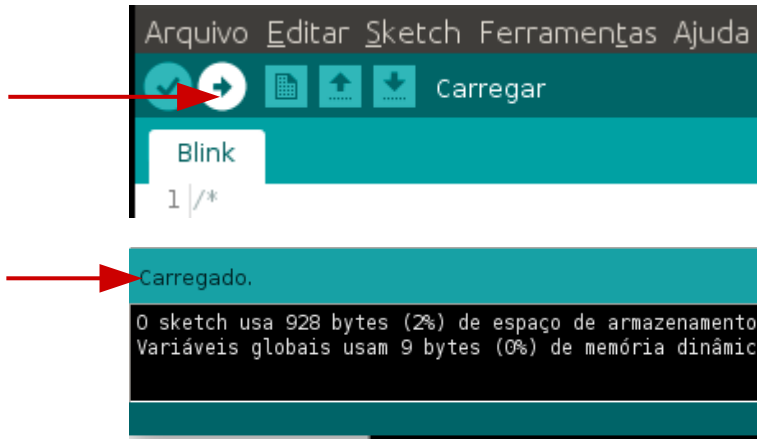 Arquivo Editar Sketch Ferramentas Ajuda
Carregar
Blink
1 /*
Carregado.
O sketch usa 928 bytes (2%) de espaço de armazenamento
Variáveis globais usam 9 bytes (0%) de memória dinâmic